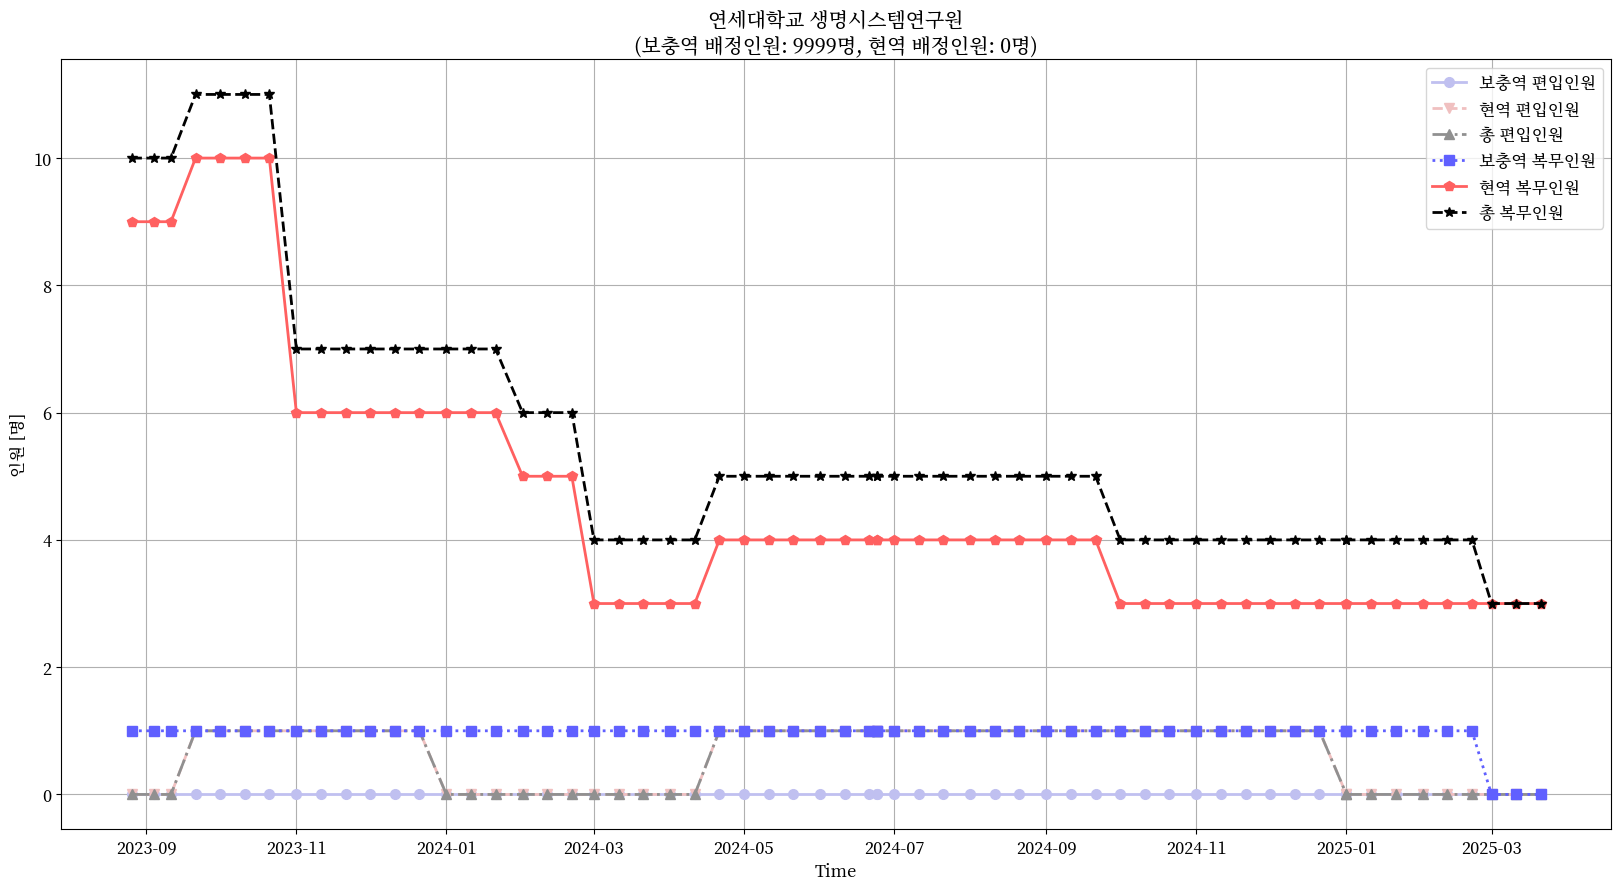 연세대학교 생명시스템연구원
(보충역 배정인원: 9999명, 현역 배정인원: 0명)
보충역 편입인원
현역 편입인원
총 편입인원
보충역 복무인원
현역 복무인원
총 복무인원
인원 [명]
10
8
6
4
2
0
2023-09
2023-11
2024-01
2024-03
2024-05
2024-07
2024-09
2024-11
2025-01
2025-03
Time